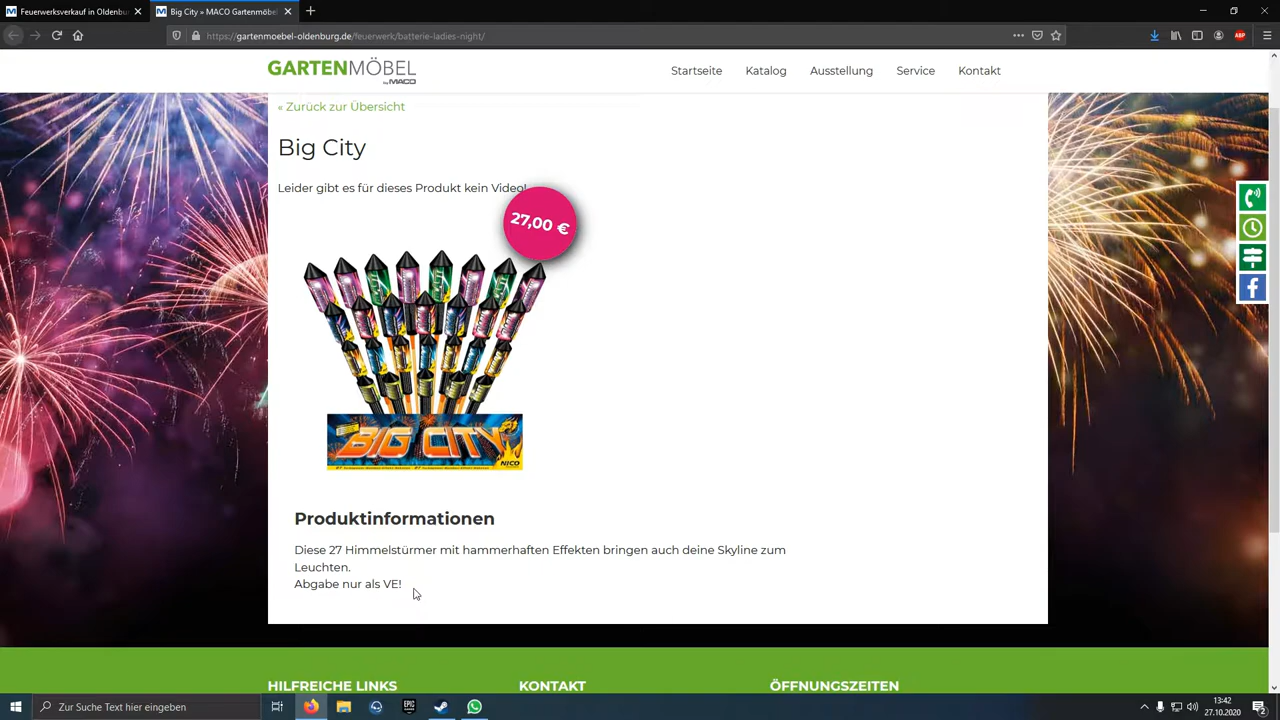 Feuerwerksverkauf in Oldenbu
Big City » MACO Gartenmöbel
https://gartenmoebel-oldenburg.de/feuerwerk/batterie-ladies-night/
ABP
GARTENMÖBEL
by MACO
Startseite
Katalog
Ausstellung
Service
Kontakt
« Zurück zur Übersicht
Big City
Leider gibt es für dieses Produkt kein Video!
27,00 €
BIG CITY
NICO
Produktinformationen
Diese 27 Himmelstürmer mit hammerhaften Effekten bringen auch deine Skyline zum
Leuchten.
Abgabe nur als VE!
HILFREICHE LINKS
KONTAKT
ÖFFNUNGSZEITEN
Zur Suche Text hier eingeben
EPIC
13:42
27.10.2020
2